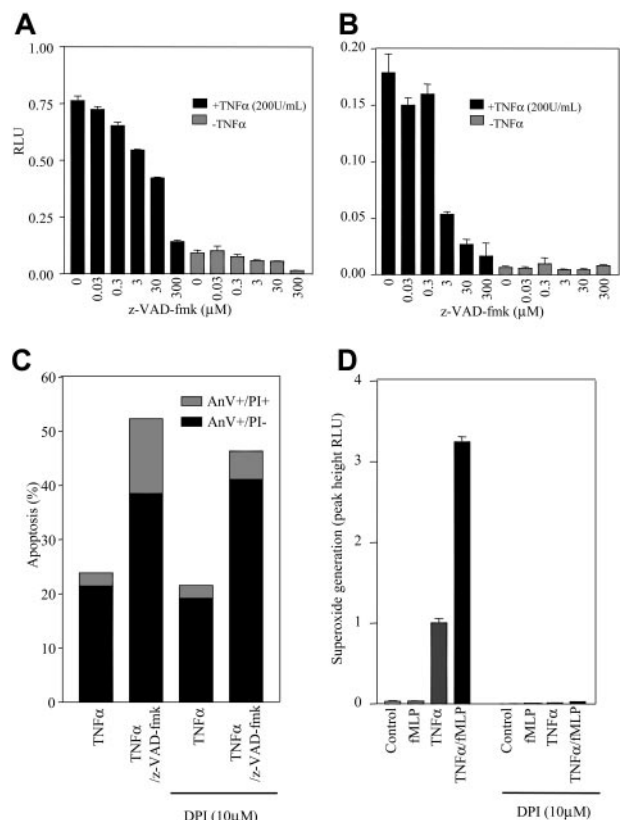 A
1.00
0.75
0.50
0.25
0.00
RLU
+TNFα (200U/mL)
-TNFα
0 0.03 0.3 3 30 300 0 0.03 0.3 3 30 300
z-VAD-fmk (μM)
B
0.20
0.15
0.10
0.05
0.00
+TNFα (200U/mL)
-TNFα
0 0.03 0.3 3 30 300 0 0.03 0.3 3 30 300
z-VAD-fmk (μM)
C
60
50
40
30
20
10
0
Apoptosis (%)
AnV+/PI+
AnV+/PI-
TNFα
TNFα
/z-VAD-fmk
TNFα
TNFα
/z-VAD-fmk
DPI (10μM)
D
4
3
2
1
0
Superoxide generation (peak height RLU)
Control
fMLP
TNFα
TNFα/fMLP
Control
fMLP
TNFα
TNFα/fMLP
DPI (10μM)